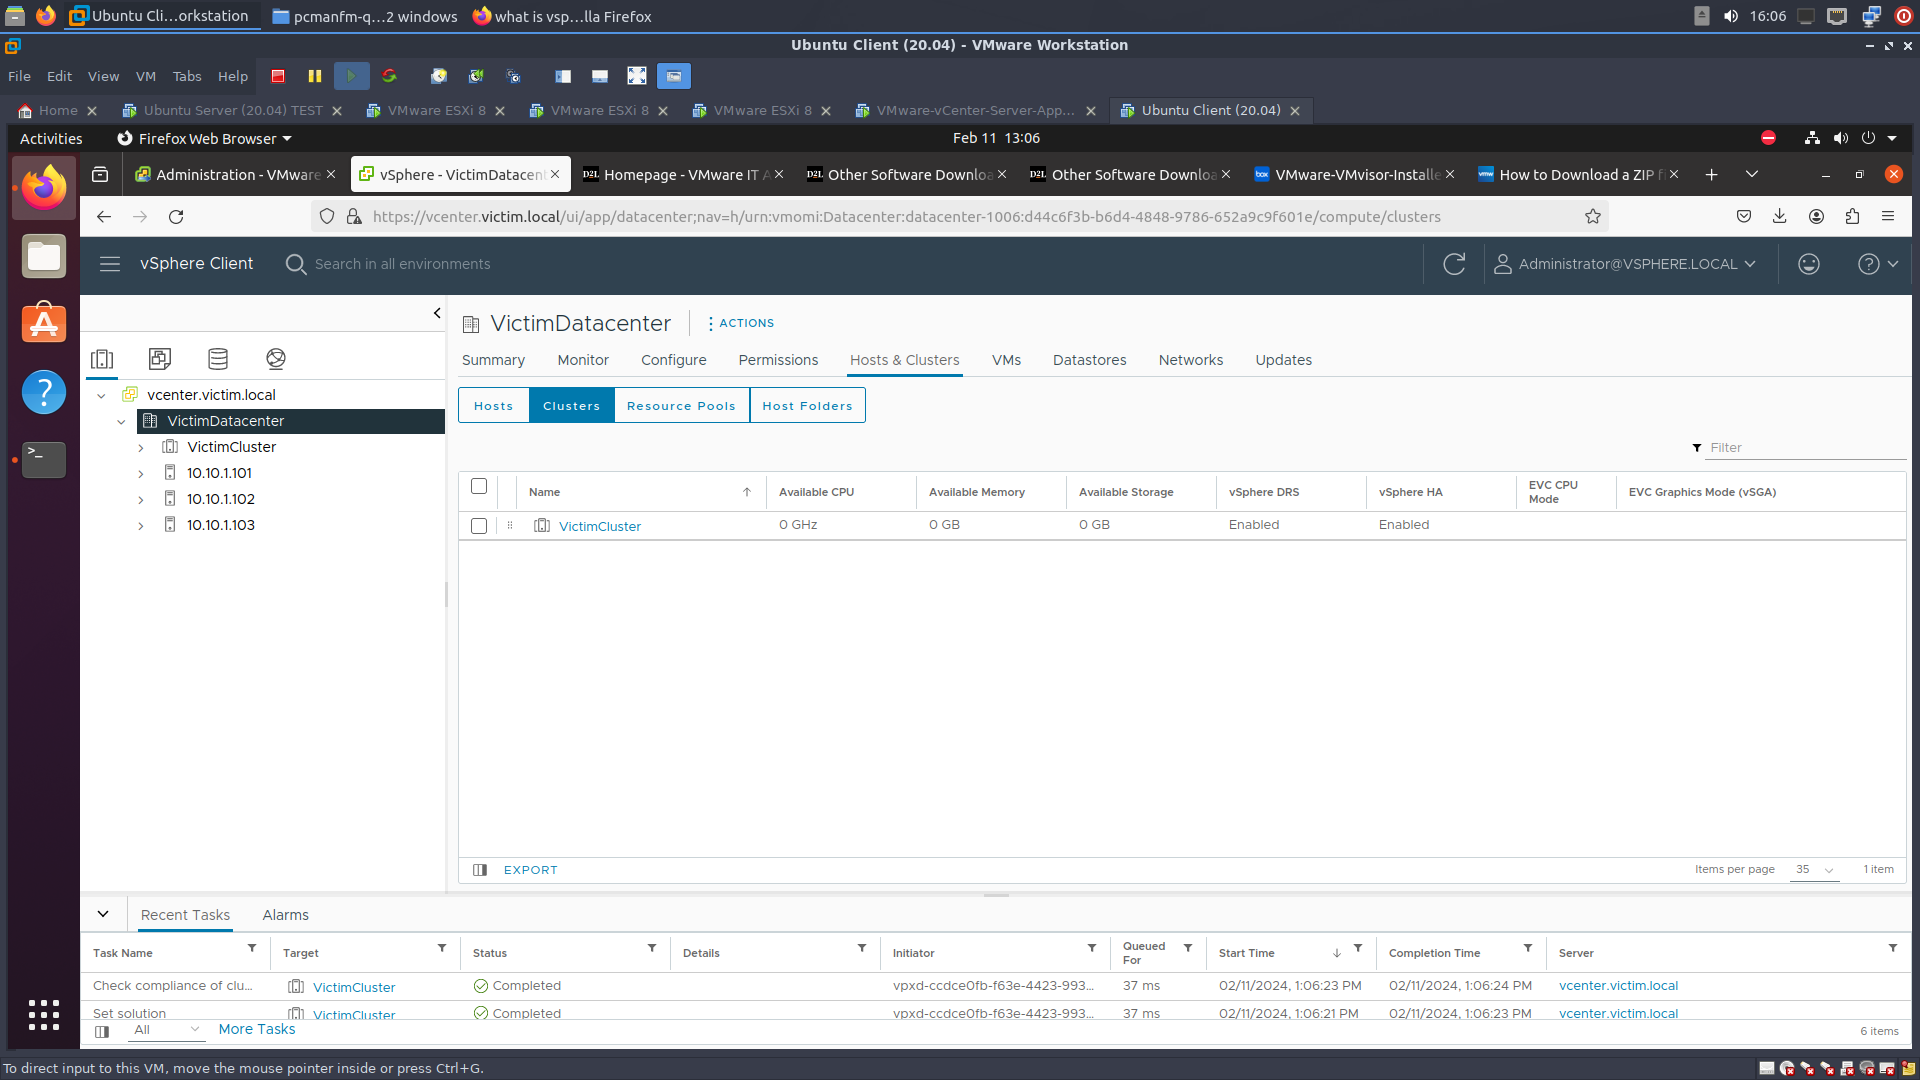 Ubuntu Cli...orkstation
pcmanfm-q...2 windows
what is vsp...lla Firefox
16:06
Ubuntu Client (20.04) - VMware Workstation
File Edit View VM Tabs Help
Home
Ubuntu Server (20.04) TEST
VMware ESXi 8
VMware ESXi 8
VMware ESXi 8
VMware-vCenter-Server-App...
Ubuntu Client (20.04)
Activities
Firefox Web Browser
Feb 11 13:06
Administration - VMware
vSphere - VictimDatacent
D2L Homepage - VMware IT A
D2L Other Software Downloa
D2L Other Software Downloa
box VMware-VMvisor-Installe
vmw How to Download a ZIP f
https://vcenter.victim.local/ui/app/datacenter;nav=h/urn:vmomi:Datacenter:datacenter-1006:d44c6f3b-b6d4-4848-9786-652a9c9f601e/compute/clusters
vSphere Client
Search in all environments
Administrator@VSPHERE.LOCAL
vcenter.victim.local
VictimDatacenter
VictimCluster
10.10.1.101
10.10.1.102
10.10.1.103
VictimDatacenter
ACTIONS
Summary Monitor Configure Permissions Hosts & Clusters VMs Datastores Networks Updates
Hosts Clusters Resource Pools Host Folders
Filter
Name Available CPU Available Memory Available Storage vSphere DRS vSphere HA EVC CPU Mode EVC Graphics Mode (vSGA)
VictimCluster 0 GHz 0 GB 0 GB Enabled Enabled
EXPORT
Items per page 35 1 item
Recent Tasks Alarms
Task Name Target Status Details Initiator Queued For Start Time Completion Time Server
Check compliance of clu... VictimCluster Completed vpxd-ccdce0fb-f63e-4423-993... 37 ms 02/11/2024, 1:06:23 PM 02/11/2024, 1:06:24 PM vcenter.victim.local
Set solution VictimCluster Completed vpxd-ccdce0fb-f63e-4423-993... 37 ms 02/11/2024, 1:06:21 PM 02/11/2024, 1:06:23 PM vcenter.victim.local
All More Tasks
6 items
To direct input to this VM, move the mouse pointer inside or press Ctrl+G.